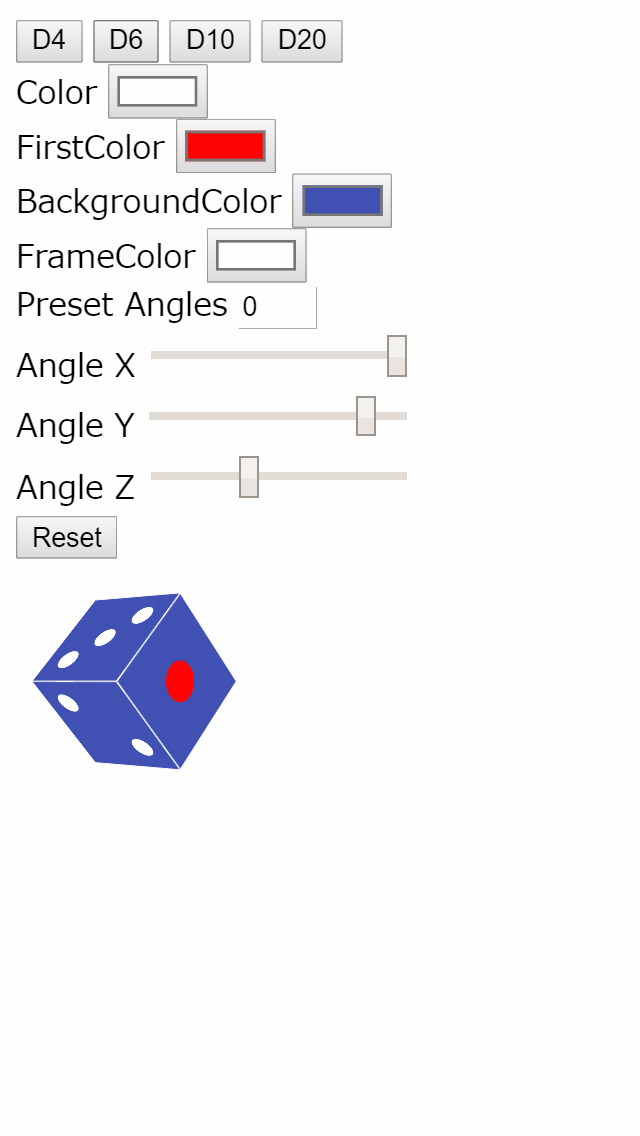 D4 D6 D10 D20
Color
FirstColor
BackgroundColor
FrameColor
Preset Angles 0
Angle X
Angle Y
Angle Z
Reset